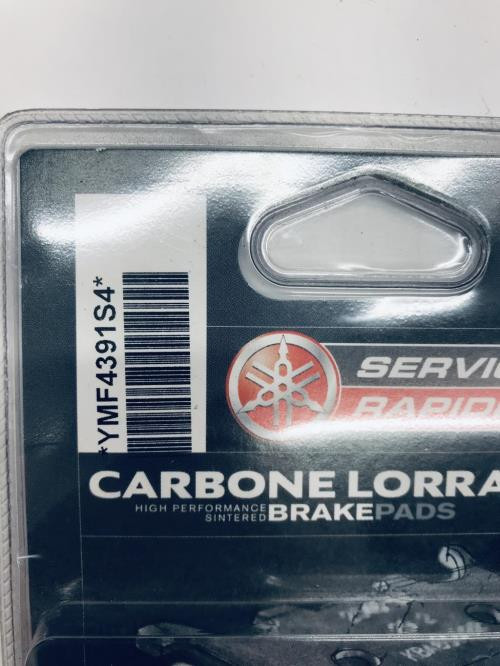 *YMF4391S4*
SERVIC
RAPID
CARBONE LORRA
HIGH PERFORMANCE
SINTERED BRAKEPADS